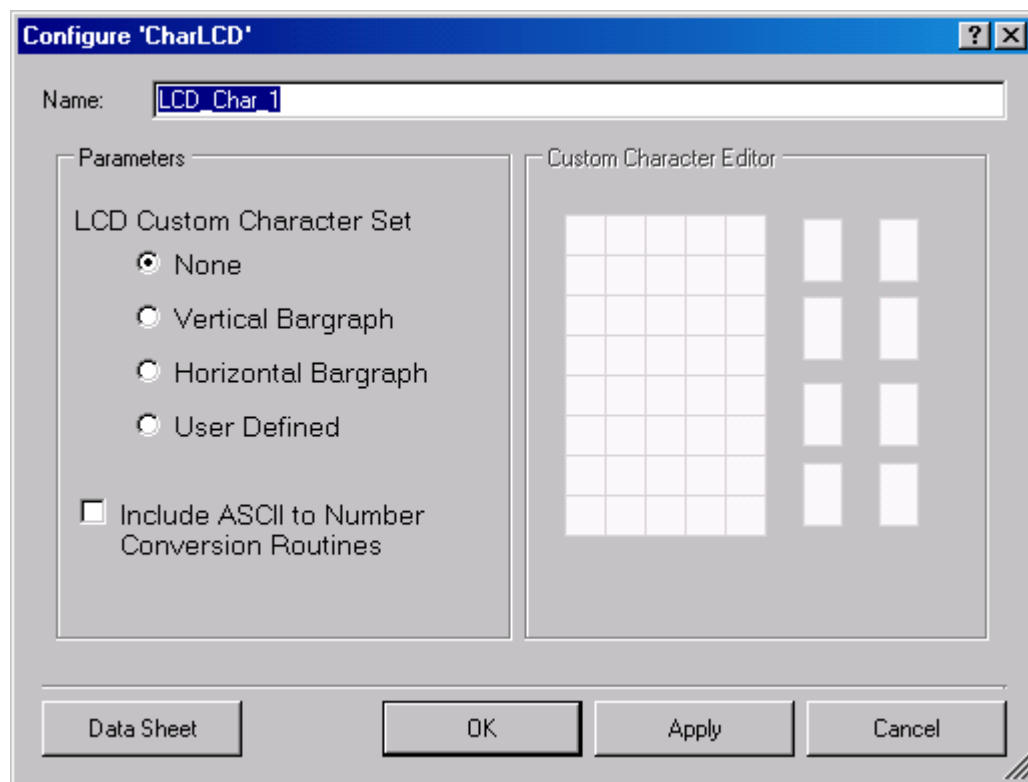 Configure 'CharLCD'
Name: LCD_Char_1
Parameters
LCD Custom Character Set
None
Vertical Bargraph
Horizontal Bargraph
User Defined
Include ASCII to Number
Conversion Routines
Custom Character Editor
Data Sheet
OK
Apply
Cancel